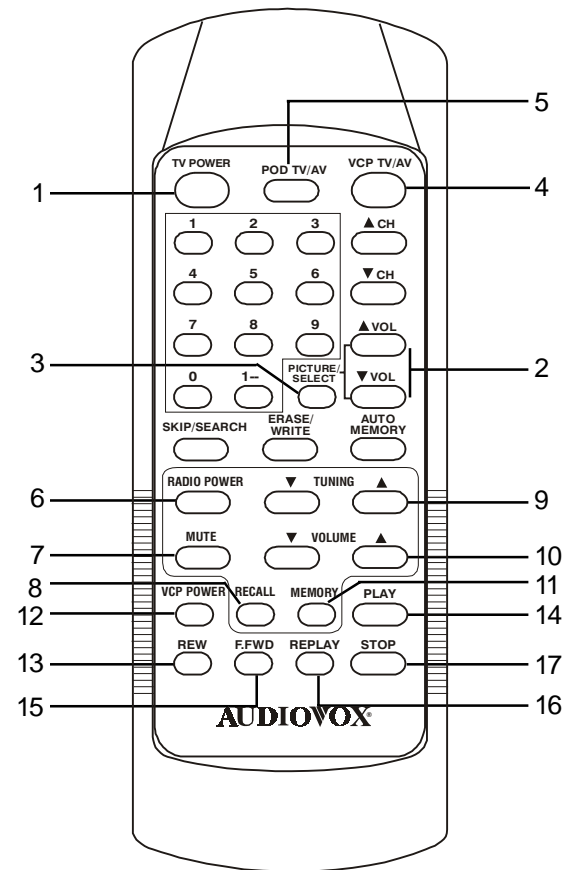 5
TV POWER POD TV/AV VCP TV/AV
1 4
1 2 3 ▲ CH
4 5 6 ▼ CH
7 8 9 ▲ VOL
3 PICTURE/
SELECT 2
0 1-- ▼ VOL
SKIP/SEARCH ERASE/
WRITE AUTO
MEMORY
RADIO POWER ▼ TUNING ▲
6 9
MUTE ▼ VOLUME ▲
7 10
8 11
VCP POWER RECALL MEMORY PLAY
12 14
REW F.FWD REPLAY STOP
13 17
15 16
AUDIOVOX®